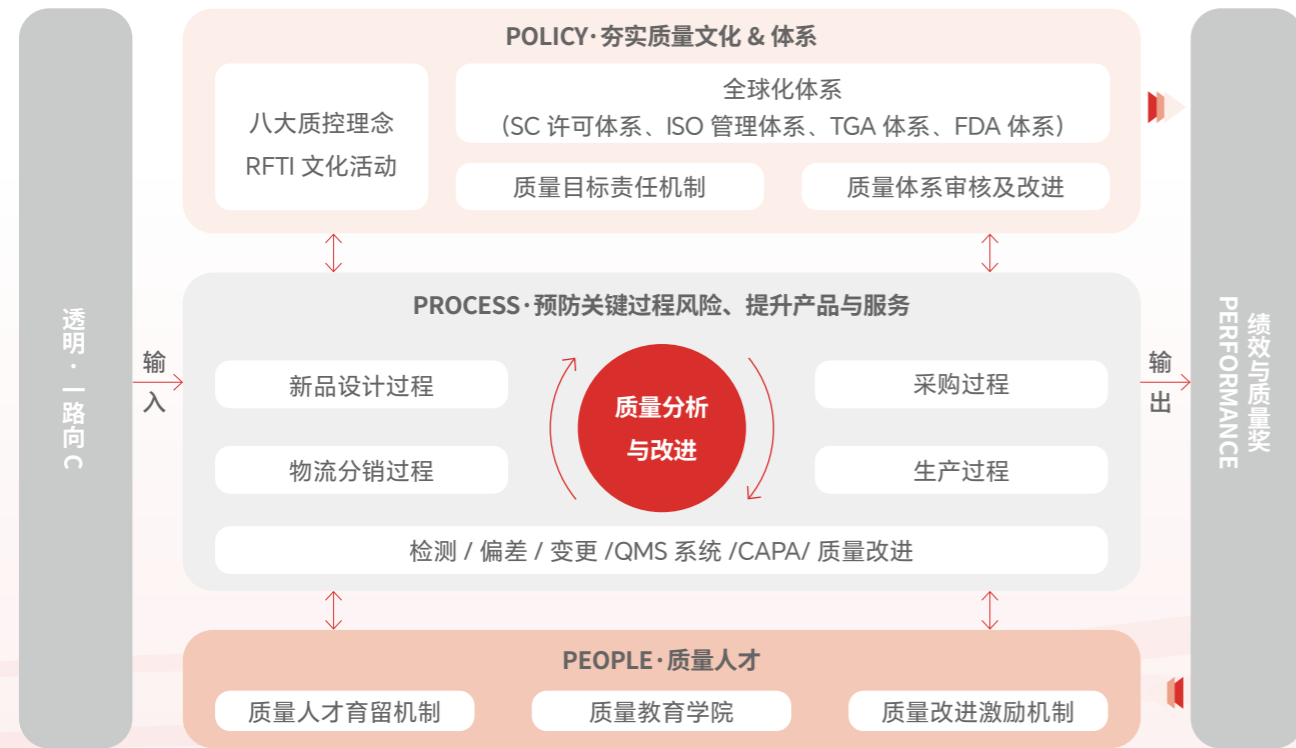 POLICY·夯实质量文化 & 体系
八大质控理念
RFTI 文化活动
全球化体系
(SC 许可体系、ISO 管理体系、TGA 体系、FDA 体系)
质量目标责任机制
质量体系审核及改进
透明·一路向C
输
入
PROCESS·预防关键过程风险、提升产品与服务
新品设计过程
物流分销过程
质量分析
与改进
采购过程
生产过程
检测 / 偏差 / 变更 /QMS 系统 /CAPA/ 质量改进
输
出
绩效与质量奖
PERFORMANCE
PEOPLE·质量人才
质量人才育留机制
质量教育学院
质量改进激励机制